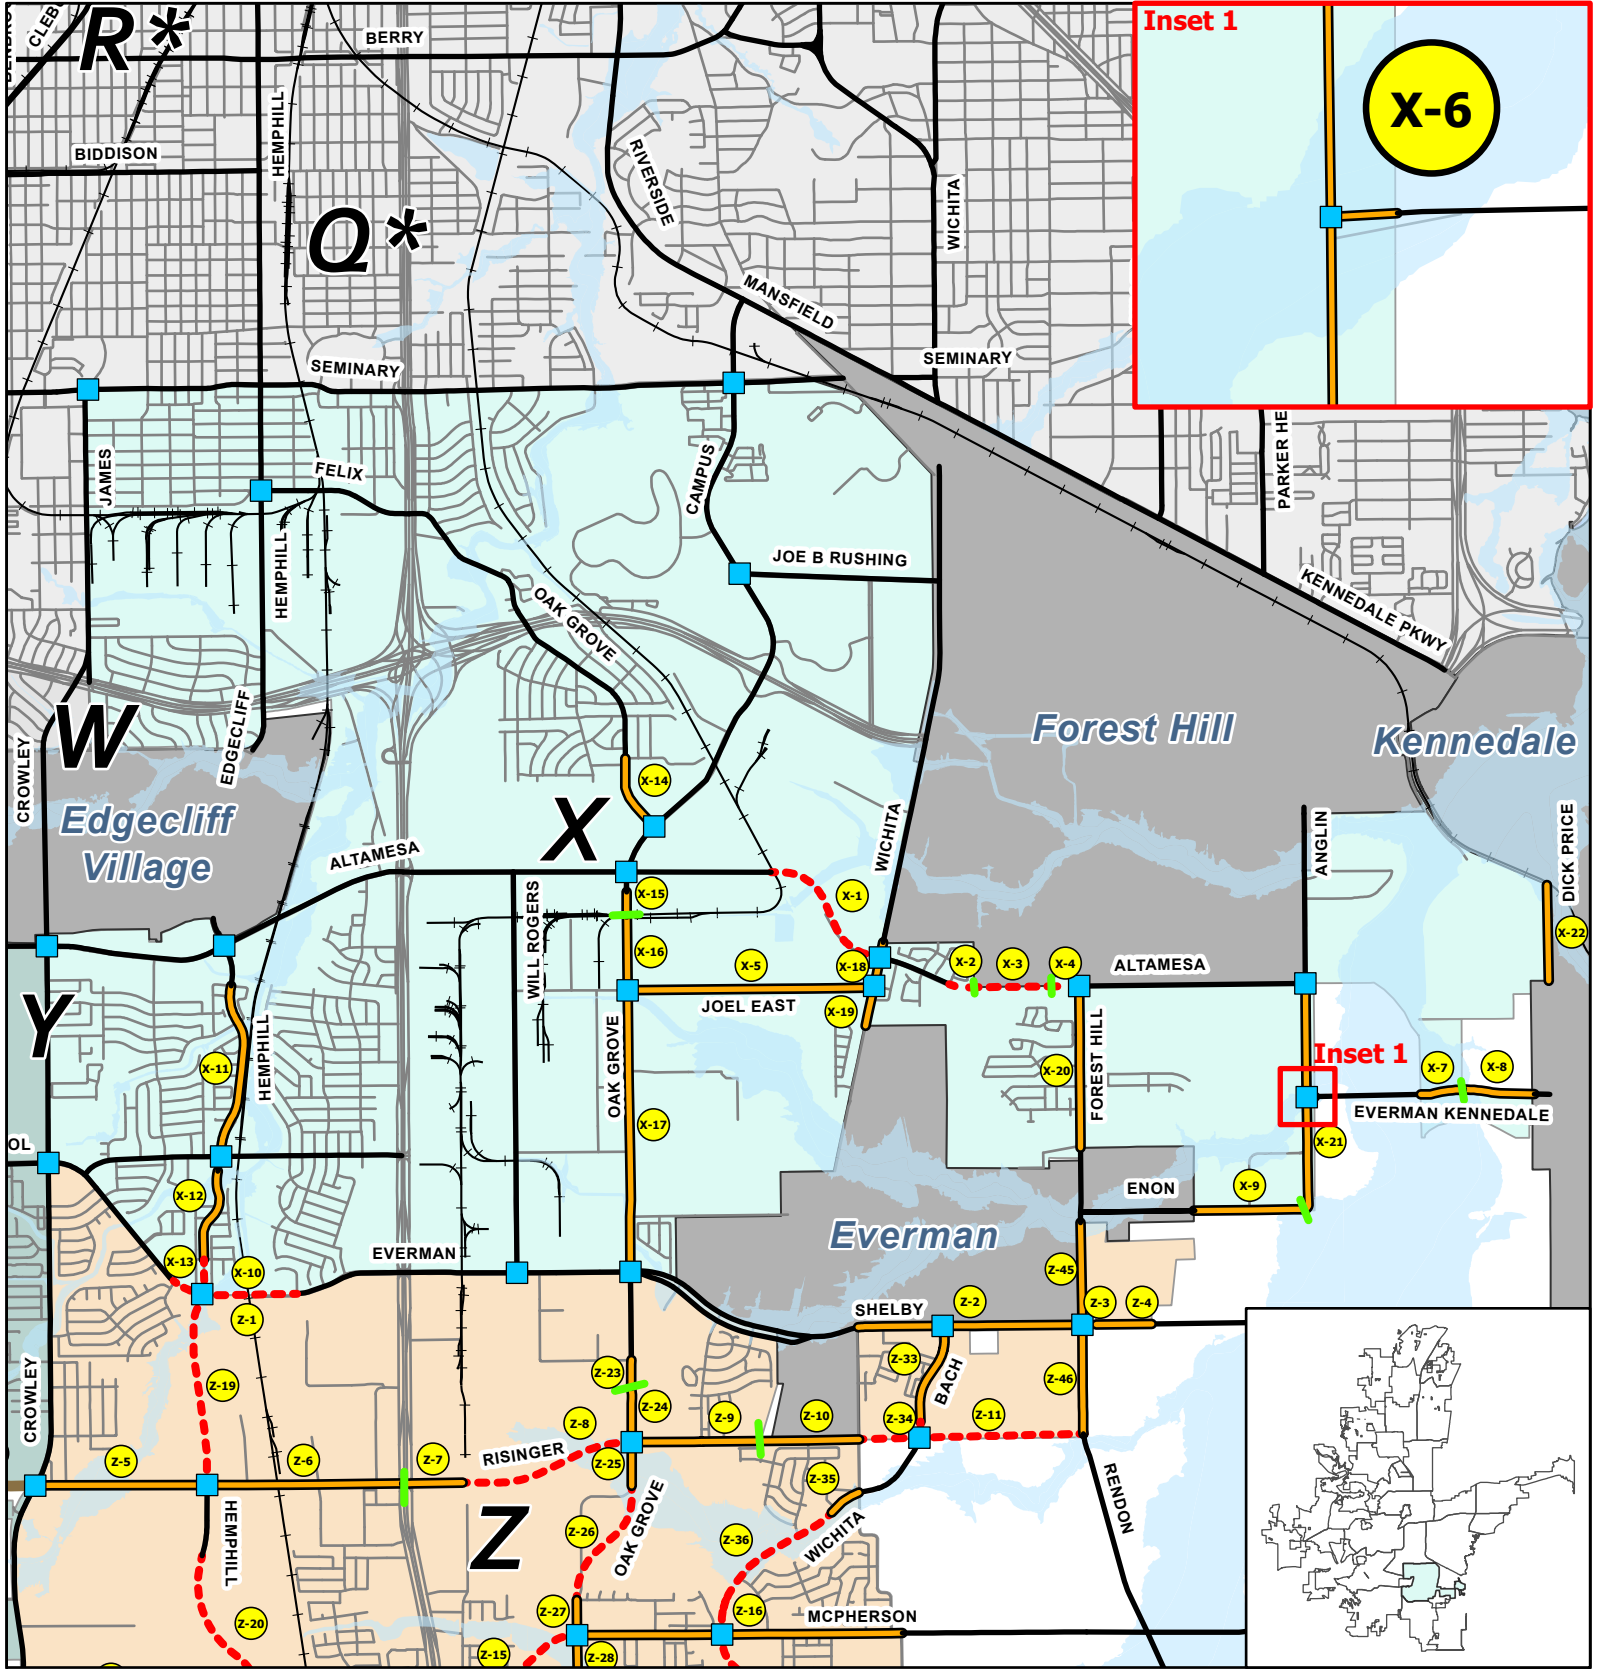 R*
BERRY
Inset 1
X-6
BIDDISON
HEMPHILL
Q*
RIVERSIDE
WICHITA
MANSFIELD
SEMINARY
SEMINARY
JAMES
FELIX
CAMPUS
PARKER HE
HEMPHILL
JOE B RUSHING
OAK GROVE
KENNEDALE PKWY
W
EDGECLIFF
CROWLEY
Forest Hill
Kennedale
X-14
Edgecliff
Village
X
ALTAMESA
WICHITA
ANGLIN
DICK PRICE
X-15
X-1
WILL ROGERS
X-22
X-16
X-5
X-18
X-2
X-3
X-4
ALTAMESA
Y
JOEL EAST
X-19
HEMPHILL
OAK GROVE
FOREST HILL
X-11
X-20
Inset 1
X-7
X-8
EVERMAN KENNEDALE
X-17
X-21
OL
X-12
ENON
X-9
Everman
EVERMAN
X-13
X-10
Z-45
Z-1
SHELBY
Z-2
Z-3
Z-4
Z-33
BACH
Z-23
Z-19
Z-46
CROWLEY
Z-24
Z-9
Z-10
Z-34
Z-11
Z-8
Z-5
Z-6
Z-7
RISINGER
Z-25
Z-35
RENDON
HEMPHILL
Z
Z-26
OAK GROVE
Z-36
WICHITA
Z-20
Z-27
Z-16
MCPHERSON
Z-15
Z-28